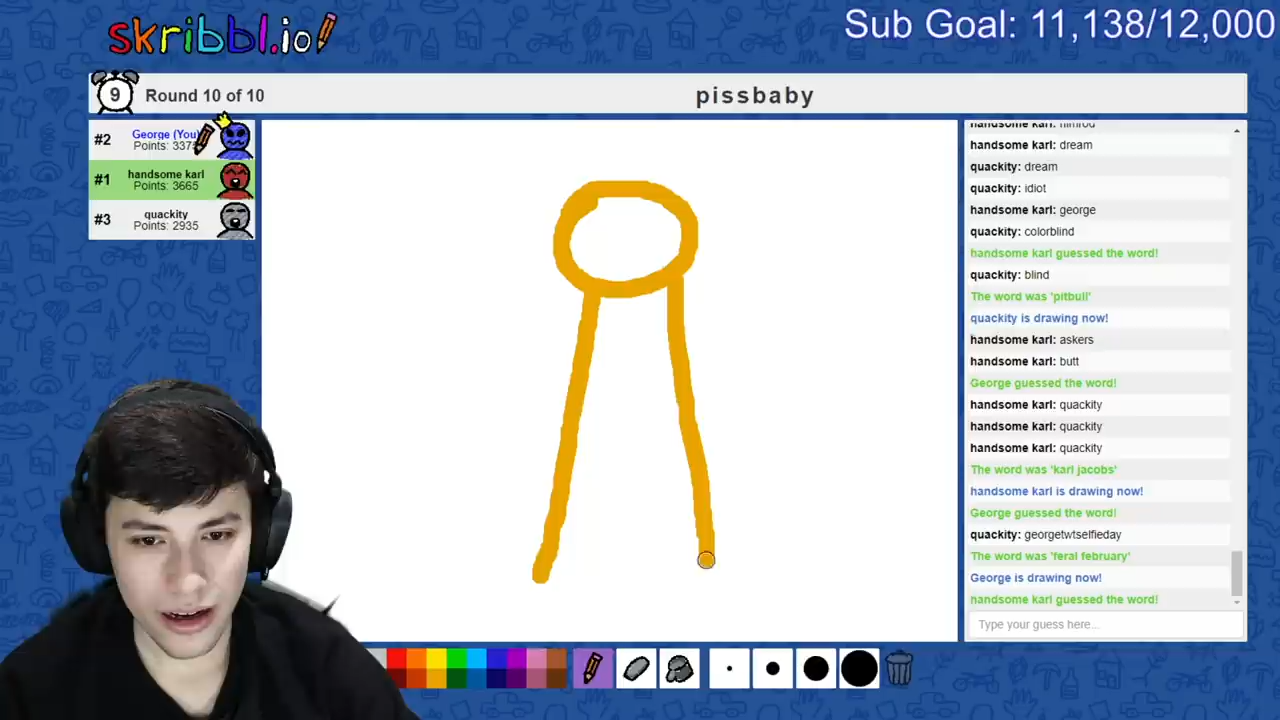 skribbl.io
Sub Goal: 11,138/12,000
9
Round 10 of 10
pissbaby
#2
George (You)
Points: 337
#1
handsome karl
Points: 3665
#3
quackity
Points: 2935
handsome karl: nimrod
handsome karl: dream
quackity: dream
quackity: idiot
handsome karl: george
quackity: colorblind
handsome karl guessed the word!
quackity: blind
The word was 'pitbull'
quackity is drawing now!
handsome karl: askers
handsome karl: butt
George guessed the word!
handsome karl: quackity
handsome karl: quackity
handsome karl: quackity
The word was 'karl jacobs'
handsome karl is drawing now!
George guessed the word!
quackity: georgetwtselfieday
The word was 'feral february'
George is drawing now!
handsome karl guessed the word!
Type your guess here...